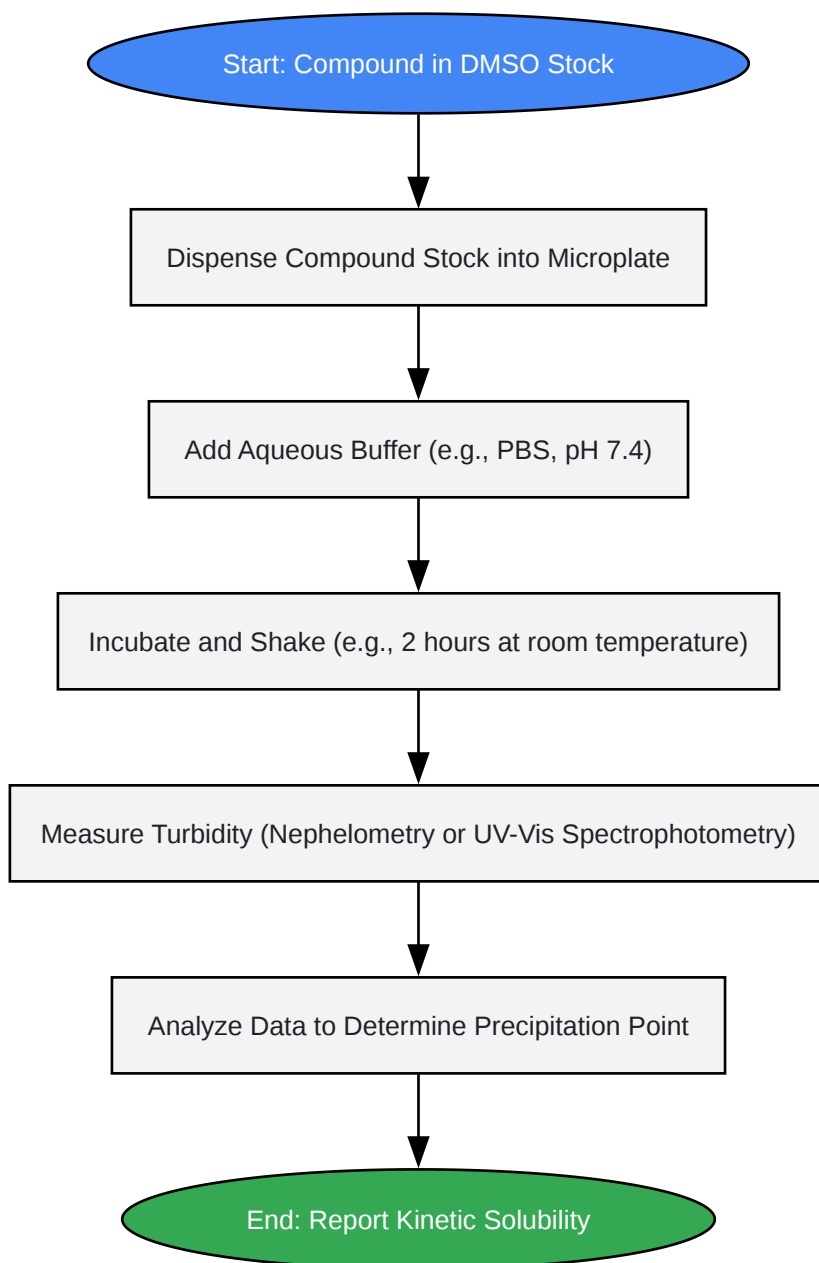 Start: Compound in DMSO Stock
Dispense Compound Stock into Microplate
Add Aqueous Buffer (e.g., PBS, pH 7.4)
Incubate and Shake (e.g., 2 hours at room temperature)
Measure Turbidity (Nephelometry or UV-Vis Spectrophotometry)
Analyze Data to Determine Precipitation Point
End: Report Kinetic Solubility